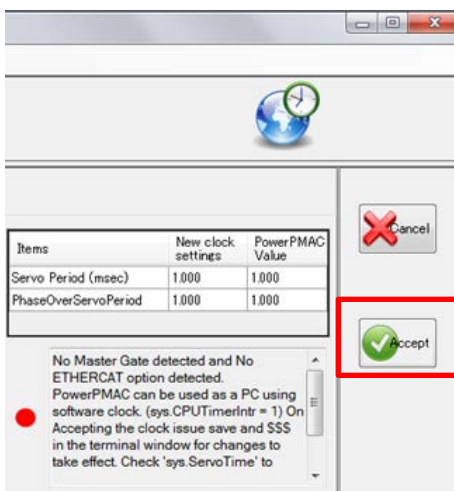 Items
New clock settings
PowerPMAC Value
Servo Period (msec)
1.000
1.000
PhaseOverServoPeriod
1.000
1.000
Cancel
Accept
No Master Gate detected and No
ETHERCAT option detected.
PowerPMAC can be used as a PC using
software clock. (sys.CPUTimerIntr = 1) On
Accepting the clock issue save and $$$
in the terminal window for changes to
take effect. Check 'sys.ServoTime' to